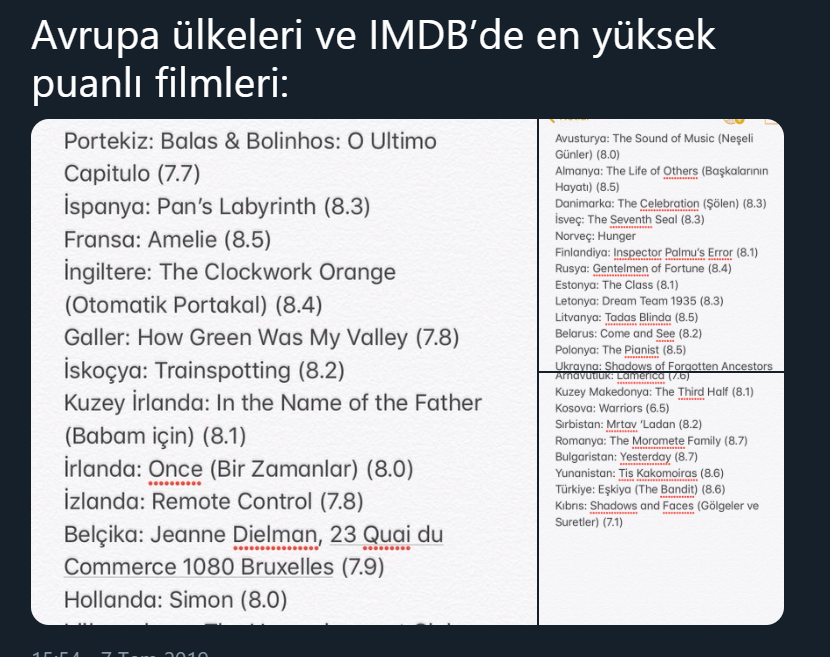 Avrupa ülkeleri ve IMDB’de en yüksek
puanlı filmleri:
Portekiz: Balas & Bolinhos: O Ultimo
Capitulo (7.7)
İspanya: Pan’s Labyrinth (8.3)
Fransa: Amelie (8.5)
İngiltere: The Clockwork Orange
(Otomatik Portakal) (8.4)
Galler: How Green Was My Valley (7.8)
İskoçya: Trainspotting (8.2)
Kuzey İrlanda: In the Name of the Father
(Babam için) (8.1)
İrlanda: Once (Bir Zamanlar) (8.0)
İzlanda: Remote Control (7.8)
Belçika: Jeanne Dielman, 23 Quai du
Commerce 1080 Bruxelles (7.9)
Hollanda: Simon (8.0)
Avusturya: The Sound of Music (Neşeli
Günler) (8.0)
Almanya: The Life of Others (Başkalarının
Hayatı) (8.5)
Danimarka: The Celebration (Şölen) (8.3)
İsveç: The Seventh Seal (8.3)
Norveç: Hunger
Finlandiya: Inspector Palmu’s Error (8.1)
Rusya: Gentelmen of Fortune (8.4)
Estonya: The Class (8.1)
Letonya: Dream Team 1935 (8.3)
Litvanya: Tadas Blinda (8.5)
Belarus: Come and See (8.2)
Polonya: The Pianist (8.5)
Ukrayna: Shadows of Forgotten Ancestors
Arnavutluk: Lamerica (7.6)
Kuzey Makedonya: The Third Half (8.1)
Kosova: Warriors (6.5)
Sırbistan: Mrtav ‘Ladan (8.2)
Romanya: The Moromete Family (8.7)
Bulgaristan: Yesterday (8.7)
Yunanistan: Tis Kakomoiras (8.6)
Türkiye: Eşkiya (The Bandit) (8.6)
Kıbrıs: Shadows and Faces (Gölgeler ve
Suretler) (7.1)
15:54 7 Tem 2019